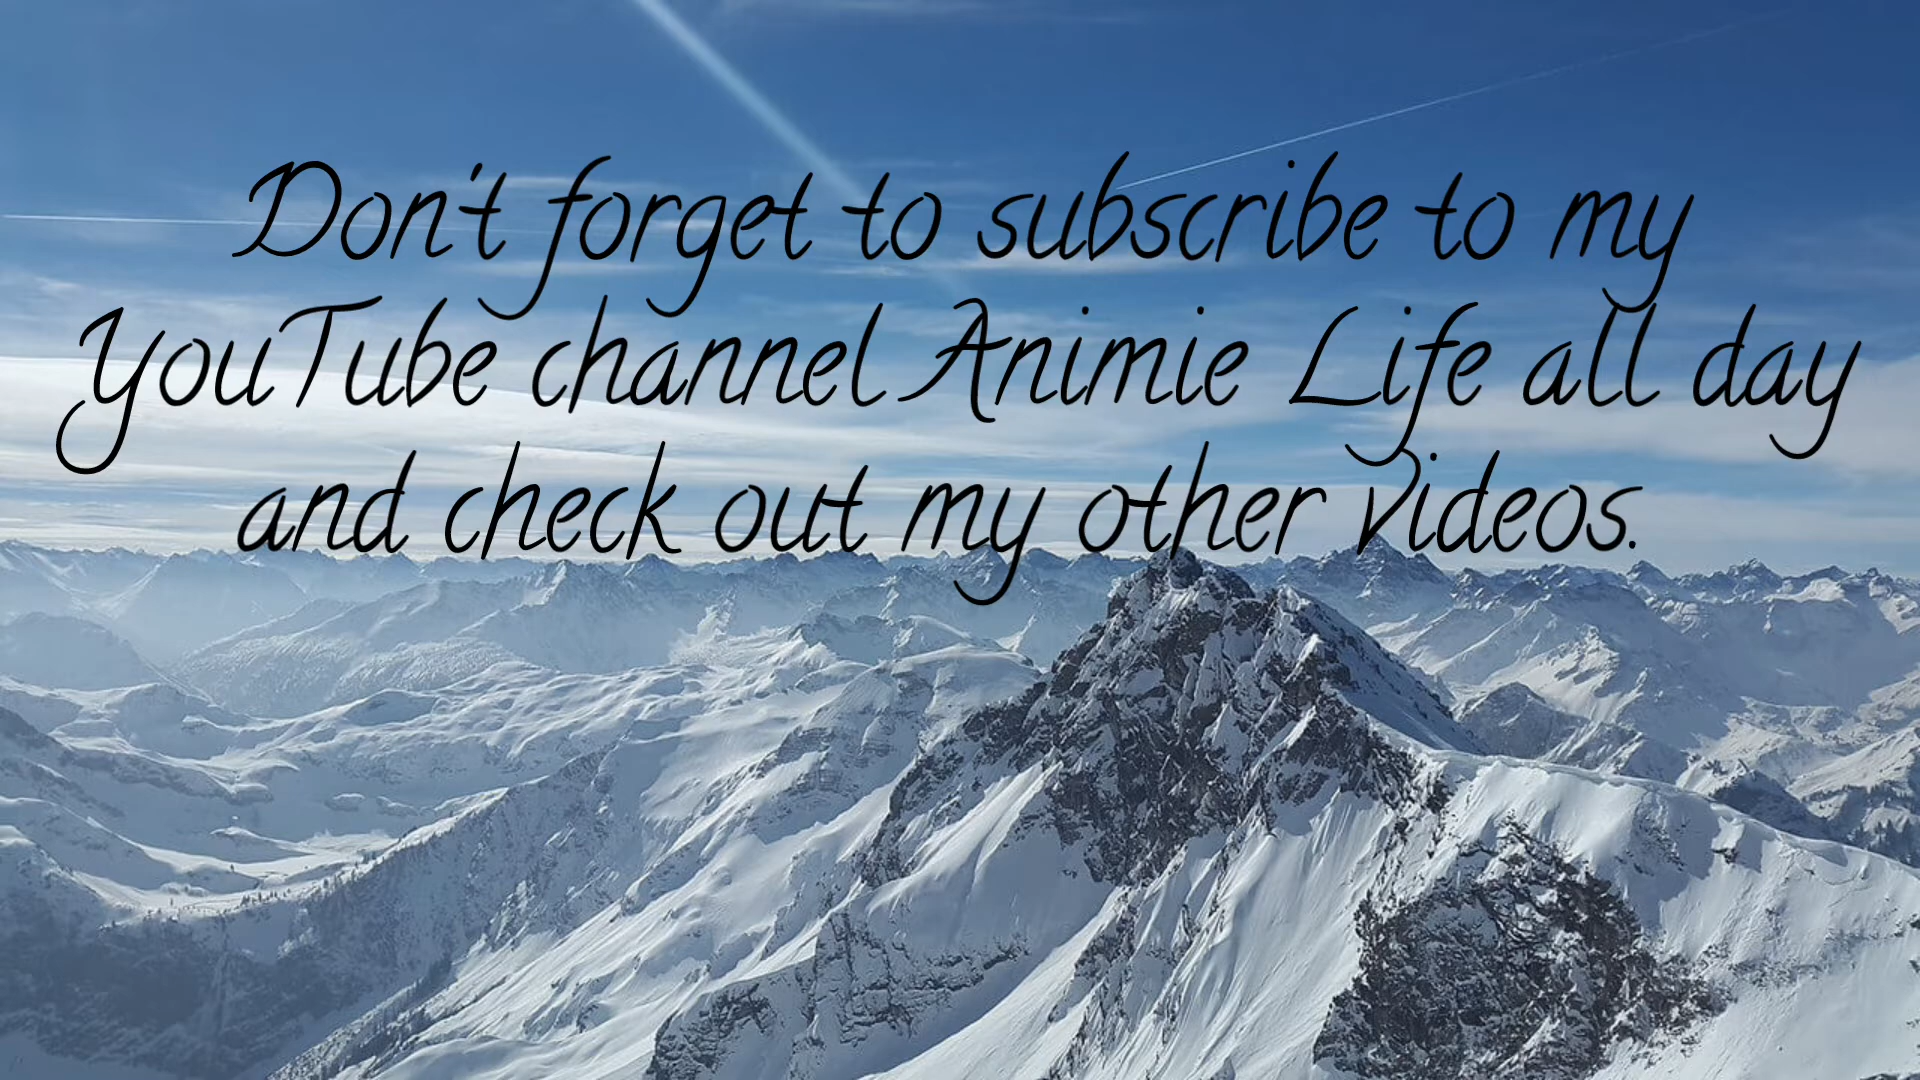 Don't forget to subscribe to my
YouTube channel Animie Life all day
and check out my other videos.